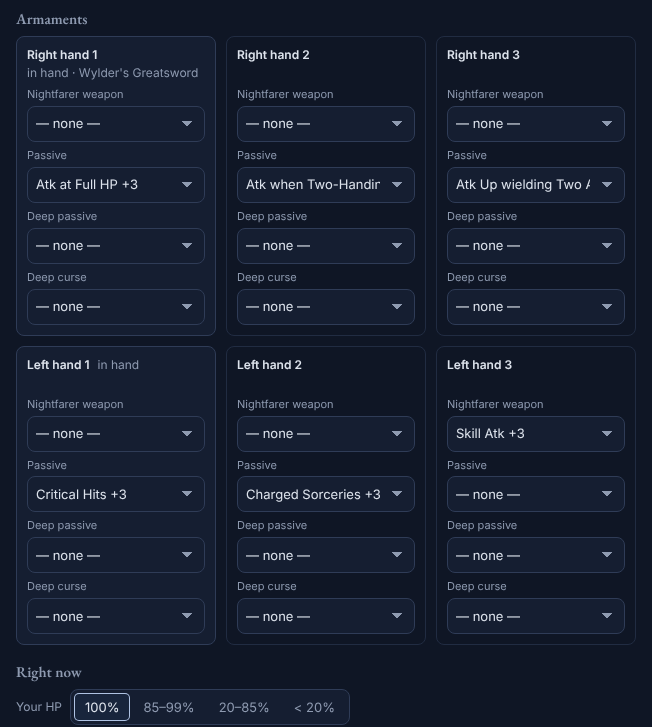 Armaments
Right hand 1
in hand · Wylder's Greatsword
Nightfarer weapon
— none —
Passive
Atk at Full HP +3
Deep passive
— none —
Deep curse
— none —
Right hand 2
Nightfarer weapon
— none —
Passive
Atk when Two-Handin
Deep passive
— none —
Deep curse
— none —
Right hand 3
Nightfarer weapon
— none —
Passive
Atk Up wielding Two
Deep passive
— none —
Deep curse
— none —
Left hand 1 in hand
Nightfarer weapon
— none —
Passive
Critical Hits +3
Deep passive
— none —
Deep curse
— none —
Left hand 2
Nightfarer weapon
— none —
Passive
Charged Sorceries +3
Deep passive
— none —
Deep curse
— none —
Left hand 3
Nightfarer weapon
Skill Atk +3
Passive
— none —
Deep passive
— none —
Deep curse
— none —
Right now
Your HP 100% 85–99% 20–85% < 20%